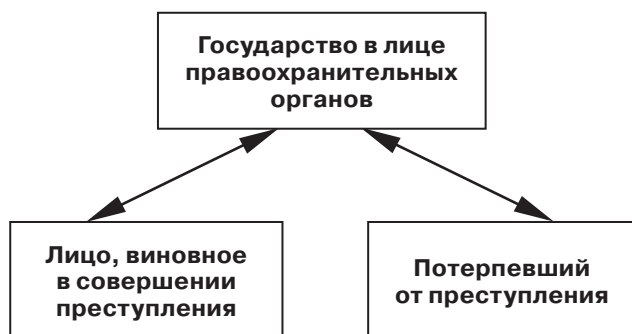 Государство в лице
правоохранительных
органов
Лицо, виновное
в совершении
преступления
Потерпевший
от преступления